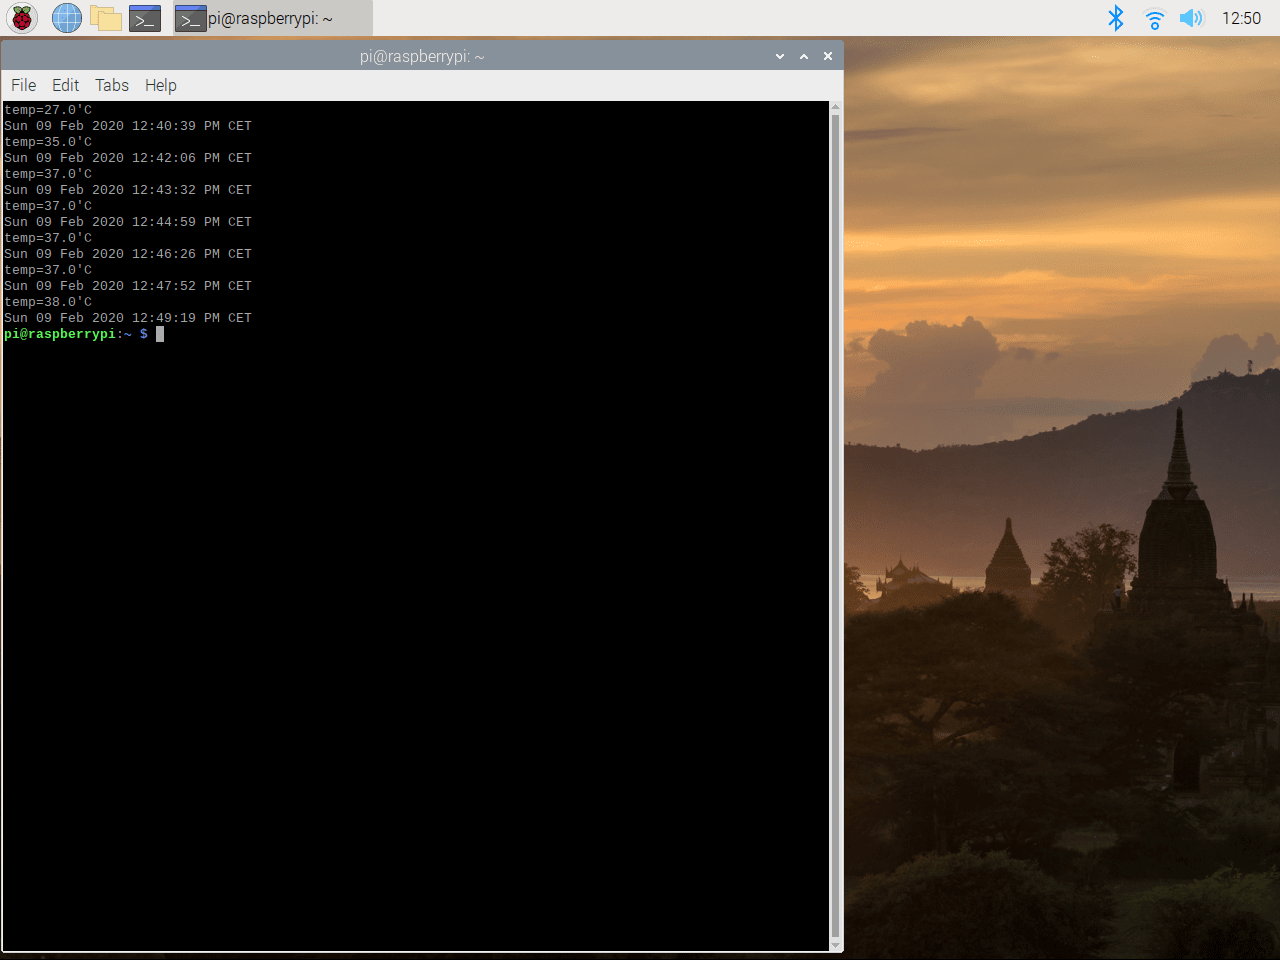 pi@raspberrypi: ~
12:50
pi@raspberrypi: ~
File Edit Tabs Help
temp=27.0'C
Sun 09 Feb 2020 12:40:39 PM CET
temp=35.0'C
Sun 09 Feb 2020 12:42:06 PM CET
temp=37.0'C
Sun 09 Feb 2020 12:43:32 PM CET
temp=37.0'C
Sun 09 Feb 2020 12:44:59 PM CET
temp=37.0'C
Sun 09 Feb 2020 12:46:26 PM CET
temp=37.0'C
Sun 09 Feb 2020 12:47:52 PM CET
temp=38.0'C
Sun 09 Feb 2020 12:49:19 PM CET
pi@raspberrypi:~ $